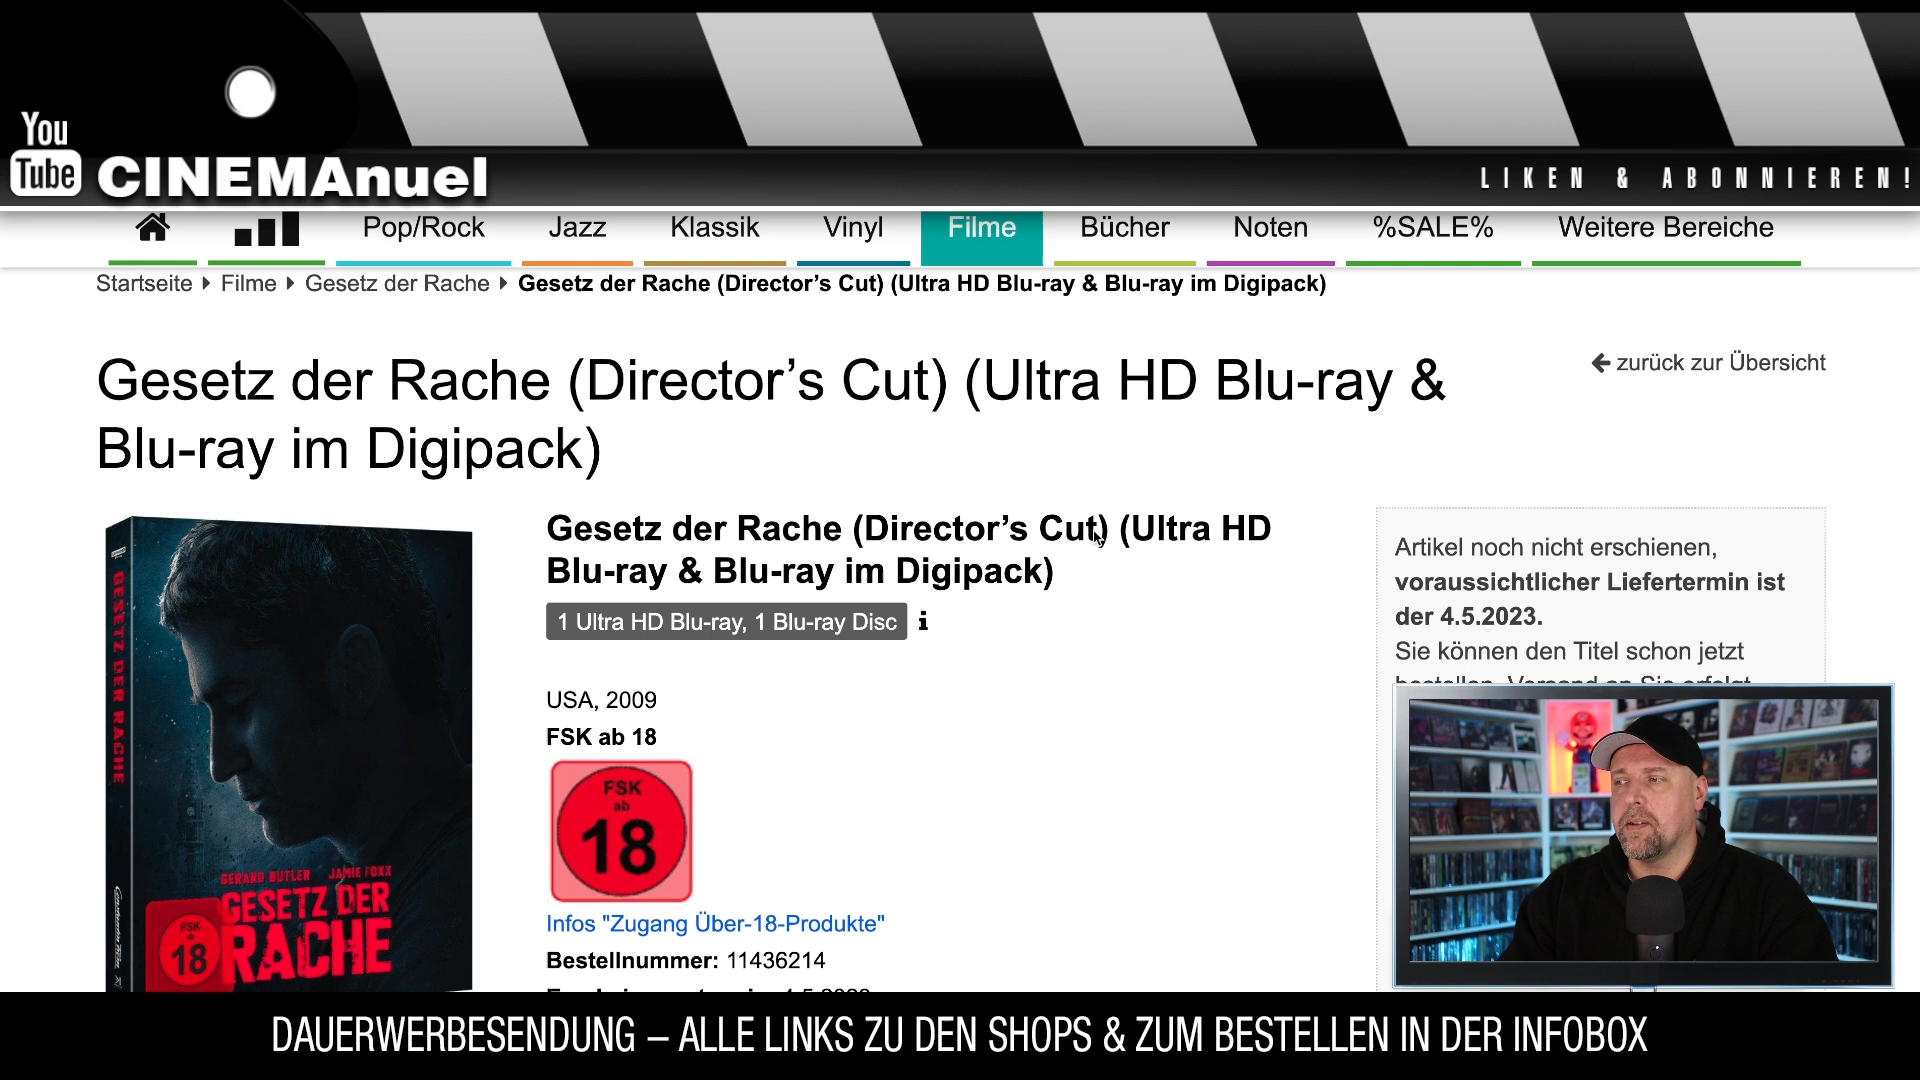 You
Tube
CINEMAnuel
LIKEN & ABONNIEREN!
Pop/Rock Jazz Klassik Vinyl Filme Bücher Noten %SALE% Weitere Bereiche
Startseite Filme Gesetz der Rache Gesetz der Rache (Director’s Cut) (Ultra HD Blu-ray & Blu-ray im Digipack)
Gesetz der Rache (Director’s Cut) (Ultra HD Blu-ray &
Blu-ray im Digipack)
zurück zur Übersicht
GESETZ DER RACHE
GERARD BUTLER JAMIE FOXX
GESETZ DER
RACHE
FSK
ab
18
Gesetz der Rache (Director’s Cut) (Ultra HD
Blu-ray & Blu-ray im Digipack)
1 Ultra HD Blu-ray, 1 Blu-ray Disc i
USA, 2009
FSK ab 18
FSK
ab
18
Infos "Zugang Über-18-Produkte"
Bestellnummer: 11436214
Artikel noch nicht erschienen,
voraussichtlicher Liefertermin ist
der 4.5.2023.
Sie können den Titel schon jetzt
DAUERWERBESENDUNG – ALLE LINKS ZU DEN SHOPS & ZUM BESTELLEN IN DER INFOBOX